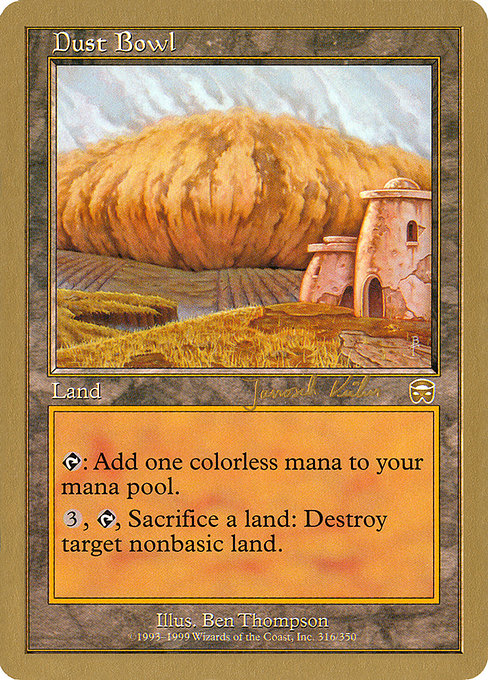 Dust Bowl
Land
Janosch Kühn
: Add one colorless mana to your
mana pool.
3, , Sacrifice a land: Destroy
target nonbasic land.
Illus. Ben Thompson
©1993–1999 Wizards of the Coast, Inc. 316/350